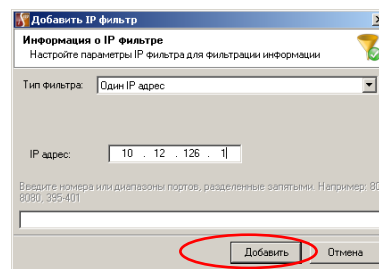 Добавить IP фильтр
Информация о IP фильтре
Настройте параметры IP фильтра для фильтрации информации
Тип фильтра: Один IP адрес
IP адрес: 10 . 12 . 126 . 1
Введите номера или диапазоны портов, разделенные запятыми. Например: 80,
8080, 395-401
Добавить Отмена